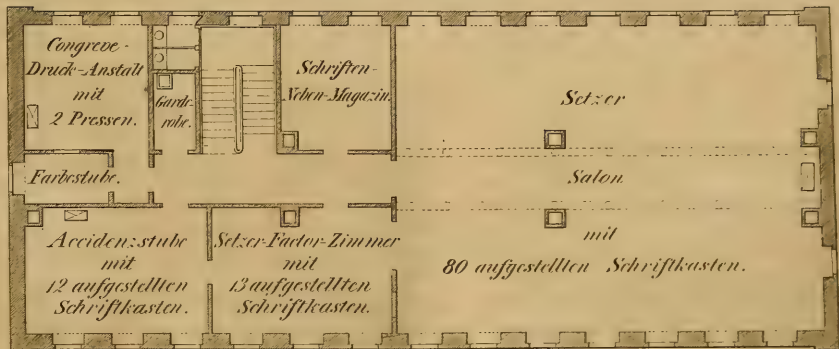 Congreve-
Druck-Anstalt
mit
2 Pressen.
Garde-
robe.
Schriften-
Neben-Magazin.
Setzer
Salon
mit
80 aufgestellten Schriftkasten.
Farbestube.
Accidenzstube
mit
12 aufgestellten
Schriftkasten.
Setzer-Factor-Zimmer
mit
13 aufgestellten
Schriftkasten.